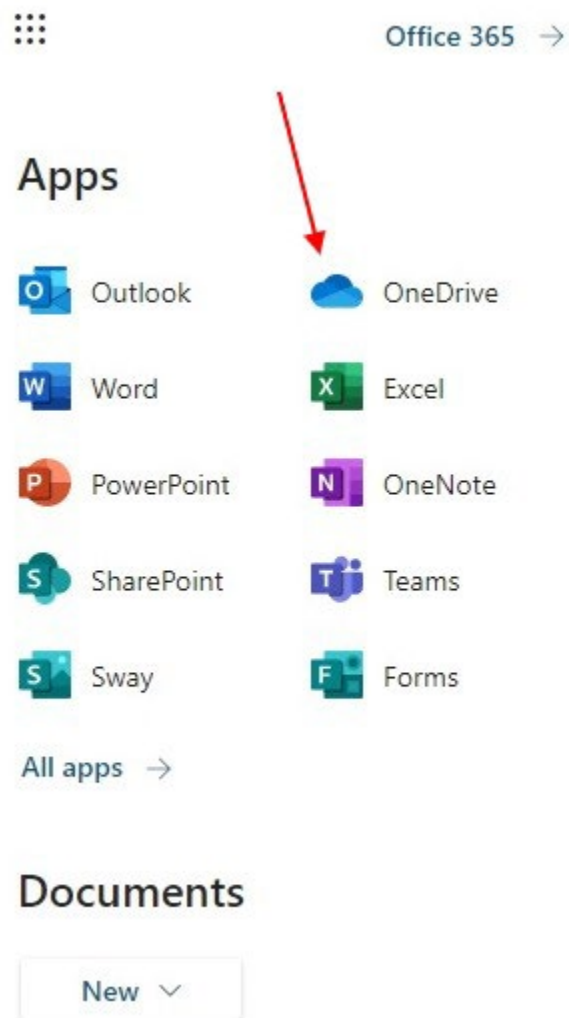 Office 365 →
Apps
Outlook OneDrive
Word Excel
PowerPoint OneNote
SharePoint Teams
Sway Forms
All apps →
Documents
New